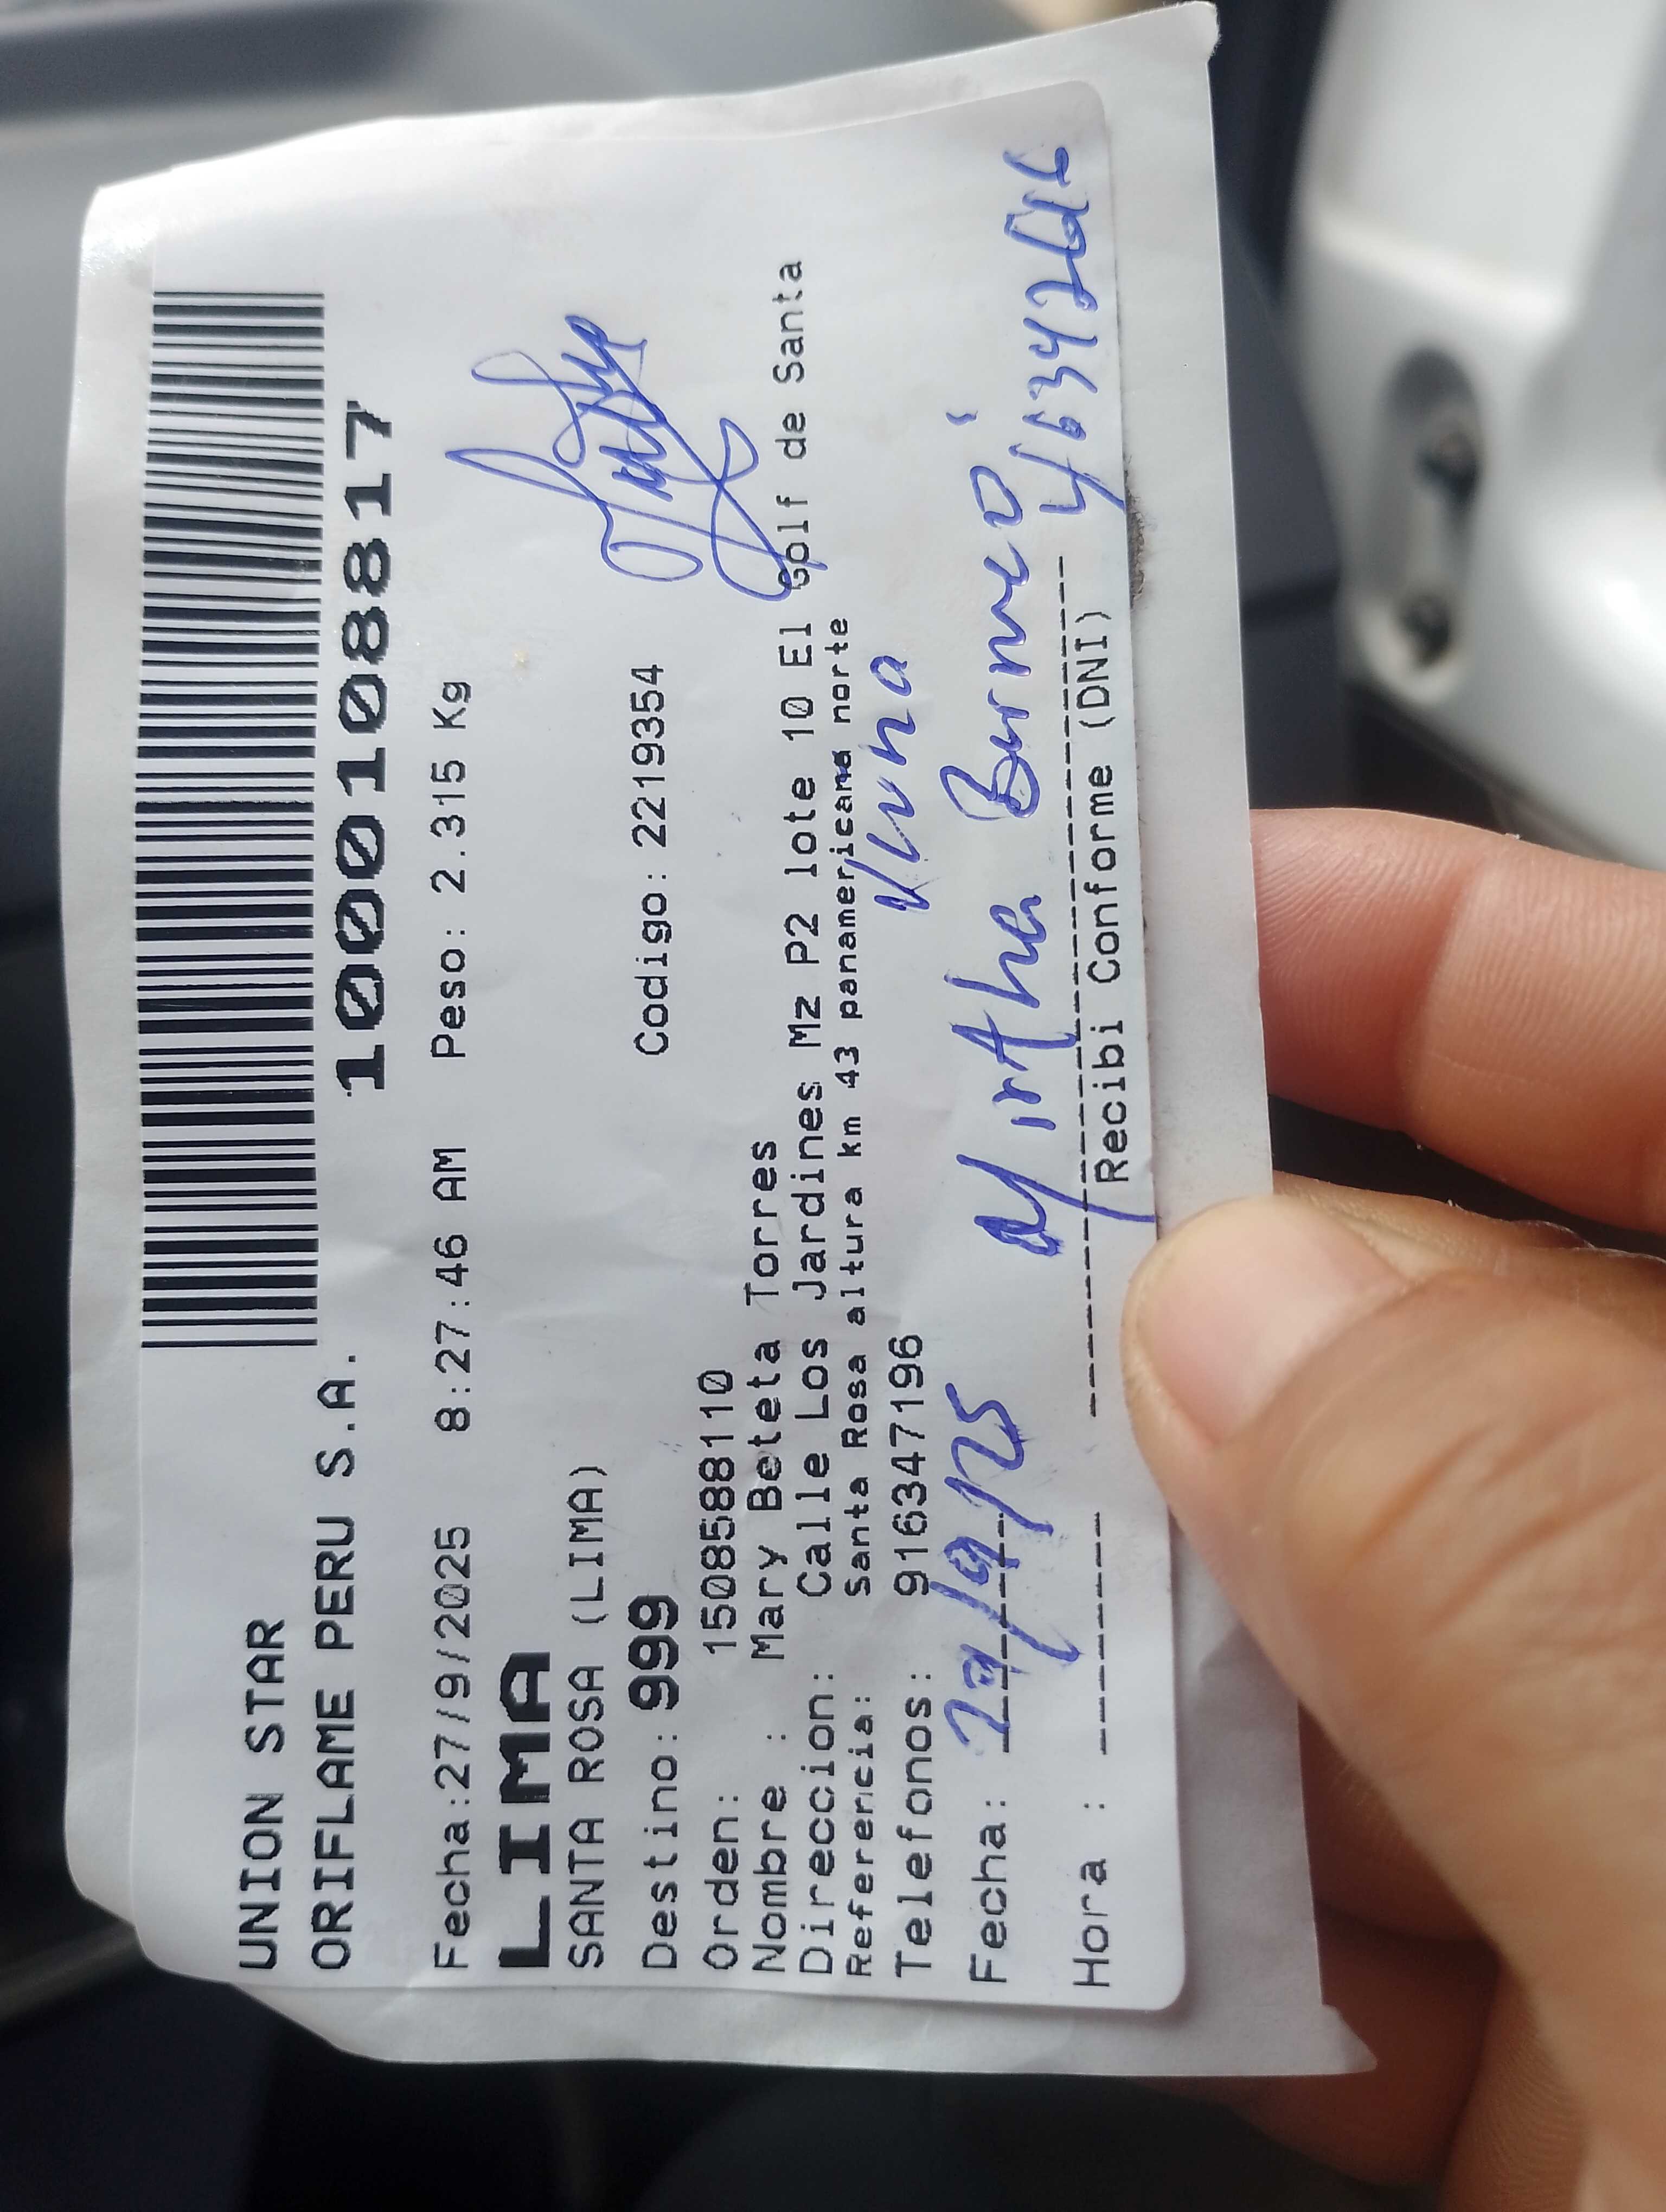 UNION STAR
ORIFLAME PERU S.A.
1000108817
Fecha:27/9/2025 8:27:46 AM Peso: 2.315 Kg
LIMA
SANTA ROSA (LIMA)
Destino: 999 Codigo: 2219354
Orden: 1508588110
Nombre : Mary Beteta Torres
Direccion: Calle Los Jardines Mz P2 lote 10 El Golf de Santa
Referencia: Santa Rosa altura km 43 panamericana norte
Telefonos: 916347196
Fecha: 29/9/25 Mirtha
Hora :
Recibi Conforme (DNI)